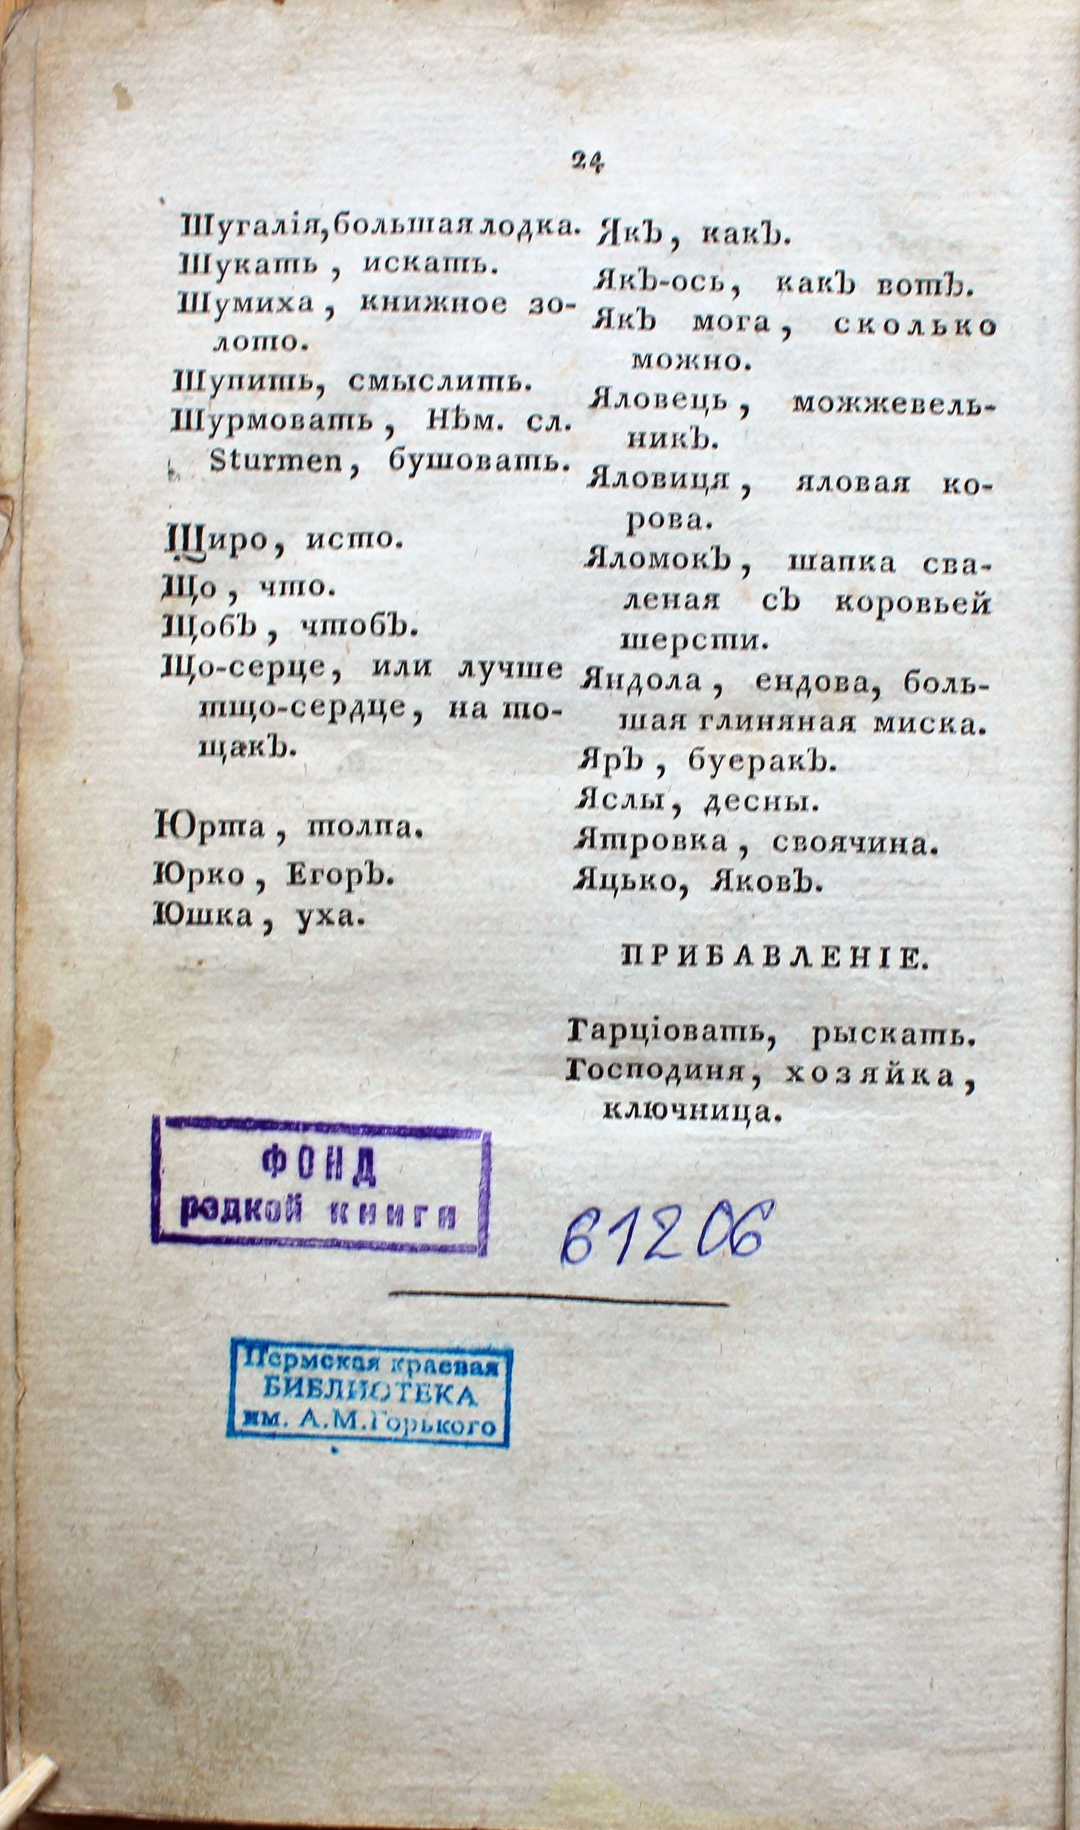 24
Шугалія, большая лодка.
Шукать, искать.
Шумиха, книжное зо-
лото.
Шупить, смыслить.
Шурмовать, Нѣм. сл.
Sturmen, бушовать.
Щиро, исто.
Що, что.
Щобъ, чтобъ.
Що-серце, или лучше
тщо-сердце, на то-
щакъ.
Юрта, толпа.
Юрко, Егоръ.
Юшка, уха.
Якъ, какъ.
Якъ-ось, какъ вотъ.
Якъ мога, сколько
можно.
Яловець, можжевель-
никъ.
Яловиця, яловая ко-
рова.
Яломокъ, шапка сва-
леная съ коровьей
шерсти.
Яндола, ендова, боль-
шая глиняная миска.
Яръ, буеракъ.
Яслы, десны.
Ятровка, своячина.
Яцько, Яковъ.
ПРИБАВЛЕНІЕ.
Гарціовать, рыскать.
Господиня, хозяйка,
ключница.
ФОНД
редкой книги
61206
Пермская краевая
БИБЛИОТЕКА
им. А.М.Горького